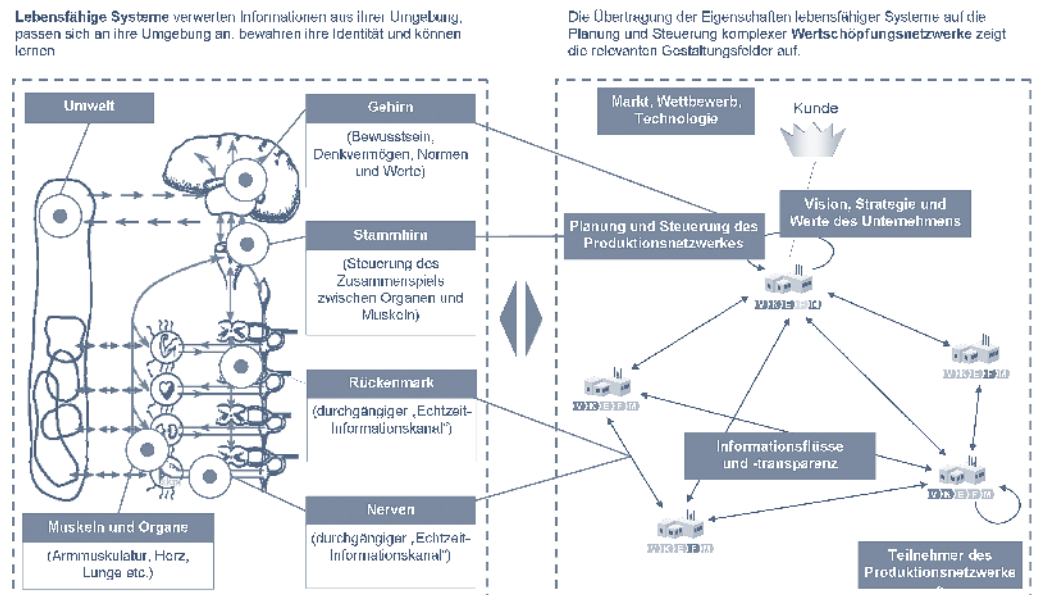 Lebensfähige Systeme verwerten Informationen aus ihrer Umgebung,
passen sich an ihre Umgebung an, bewahren ihre Identität und können
lernen
Die Übertragung der Eigenschaften lebensfähiger Systeme auf die
Planung und Steuerung komplexer Wertschöpfungsnetzwerke zeigt
die relevanten Gestaltungsfelder auf.
Umwelt
Gehirn
(Bewusstsein,
Denkvermögen, Normen
und Werte)
Stammhirn
(Steuerung des
Zusammenspiels
zwischen Organen und
Muskeln)
Rückenmark
(durchgängiger „Echtzeit-
Informationskanal“)
Nerven
(durchgängiger „Echtzeit-
Informationskanal“)
Muskeln und Organe
(Armmuskulatur, Herz,
Lunge etc.)
Markt, Wettbewerb,
Technologie
Kunde
Vision, Strategie und
Werte des Unternehmens
Planung und Steuerung des
Produktionsnetzwerkes
V K E F M
V K E F M
V K E F M
Informationsflüsse
und -transparenz
V K E F M
V K E F M
Teilnehmer des
Produktionsnetzwerke